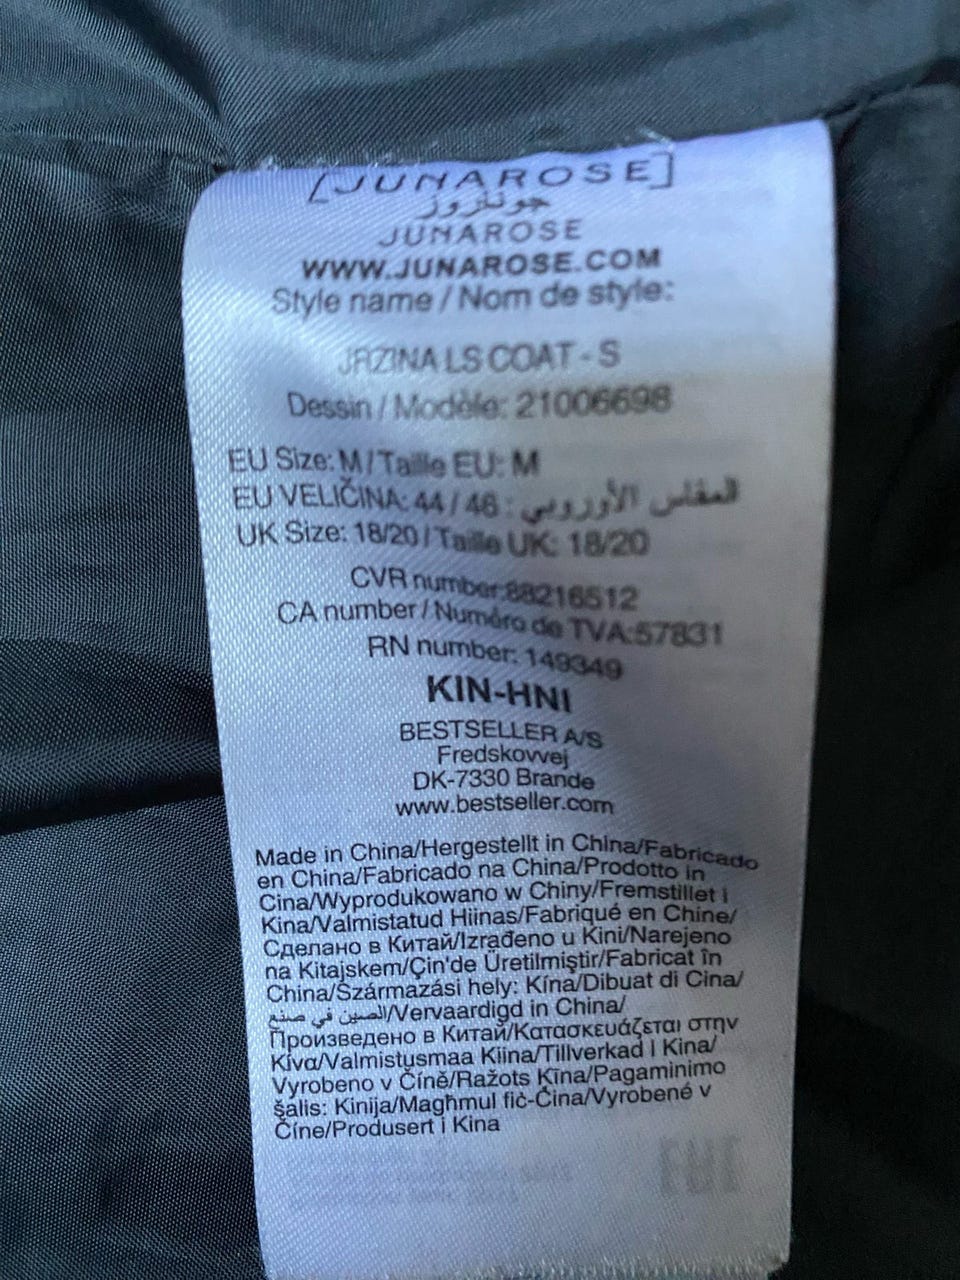 [JUNAROSE]
جوناروز
JUNAROSE
WWW.JUNAROSE.COM
Style name / Nom de style:
JRZINA LS COAT - S
Dessin / Modèle: 21006698
EU Size: M / Taille EU: M
EU VELIČINA: 44 / 46 : المقاس الأوروبي
UK Size: 18/20 / Taille UK: 18/20
CVR number:88216512
CA number / Numéro de TVA:57831
RN number: 149349
KIN-HNI
BESTSELLER A/S
Fredskovvej
DK-7330 Brande
www.bestseller.com
Made in China/Hergestellt in China/Fabricado
en China/Fabricado na China/Prodotto in
Cina/Wyprodukowano w Chiny/Fremstillet i
Kina/Valmistatud Hiinas/Fabriqué en Chine/
Сделано в Китай/Izrađeno u Kini/Narejeno
na Kitajskem/Çin'de Üretilmiştir/Fabricat în
China/Származási hely: Kína/Dibuat di Cina/
الصين في صنع/Vervaardigd in China/
Произведено в Китай/Κατασκευάζεται στην
Κίνα/Valmistusmaa Kiina/Tillverkad I Kina/
Vyrobeno v Číně/Ražots Ķīna/Pagaminimo
šalis: Kinija/Magħmul fiċ-Ċina/Vyrobené v
Číne/Produsert i Kina